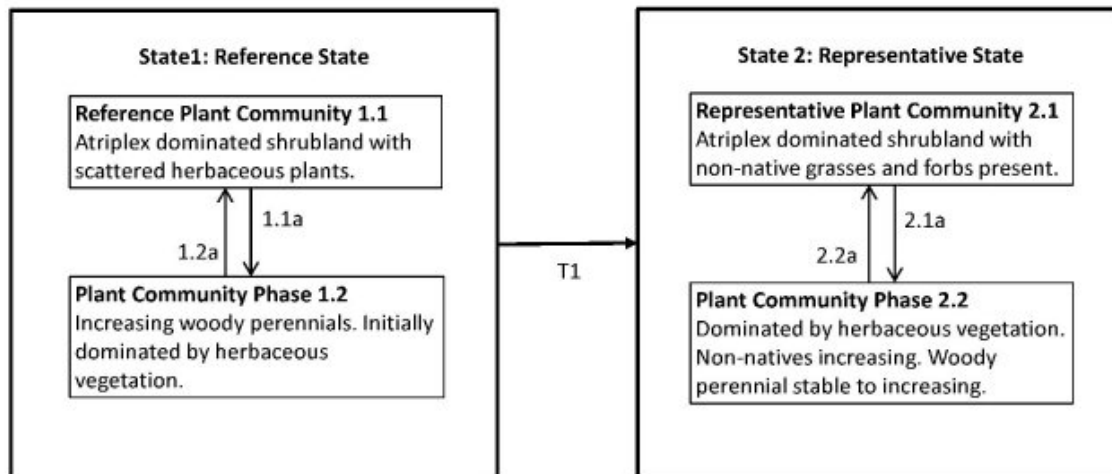 State1: Reference State
Reference Plant Community 1.1
Atriplex dominated shrubland with
scattered herbaceous plants.
1.1a
1.2a
Plant Community Phase 1.2
Increasing woody perennials. Initially
dominated by herbaceous
vegetation.
T1
State 2: Representative State
Representative Plant Community 2.1
Atriplex dominated shrubland with
non-native grasses and forbs present.
2.1a
2.2a
Plant Community Phase 2.2
Dominated by herbaceous vegetation.
Non-natives increasing. Woody
perennial stable to increasing.